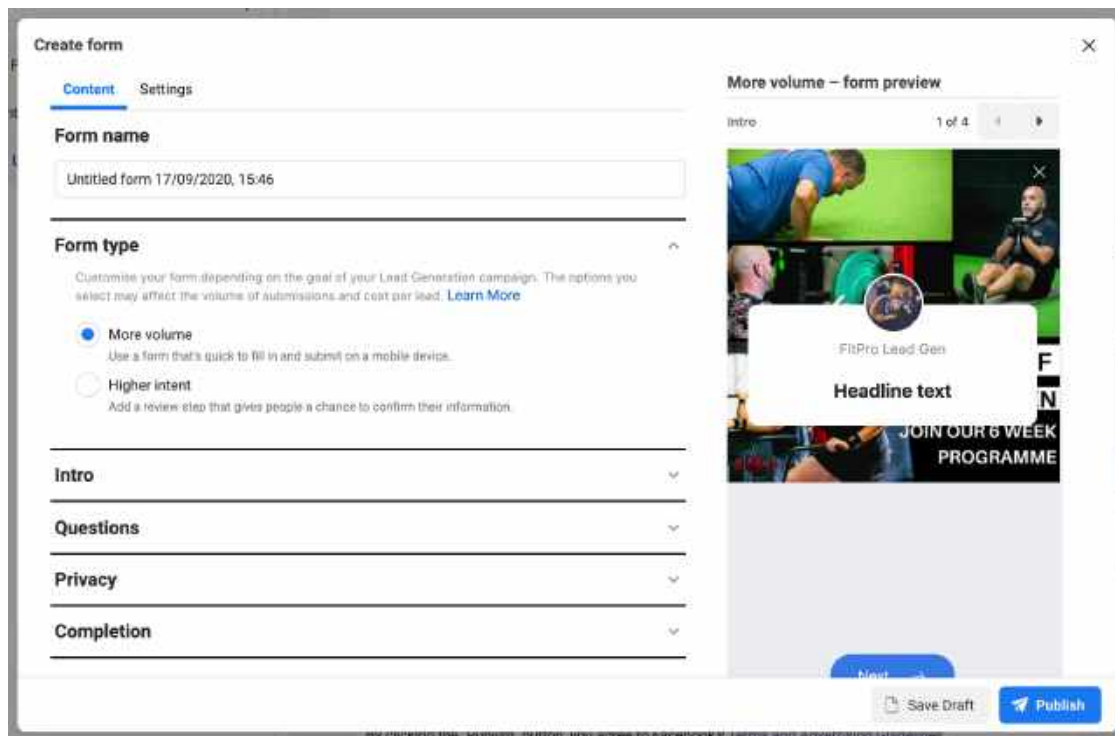 Create form
Content
Settings
Form name
Untitled form 17/09/2020, 15:46
Form type
Customise your form depending on the goal of your Lead Generation campaign. The options you
select may affect the volume of submissions and cost per lead. Learn More
More volume
Use a form that's quick to fill in and submit on a mobile device.
Higher intent
Add a review step that gives people a chance to confirm their information.
Intro
Questions
Privacy
Completion
More volume – form preview
Intro
1 of 4
FitPro Lead Gen
Headline text
F
N
JOIN OUR 6 WEEK
PROGRAMME
Next
Save Draft
Publish